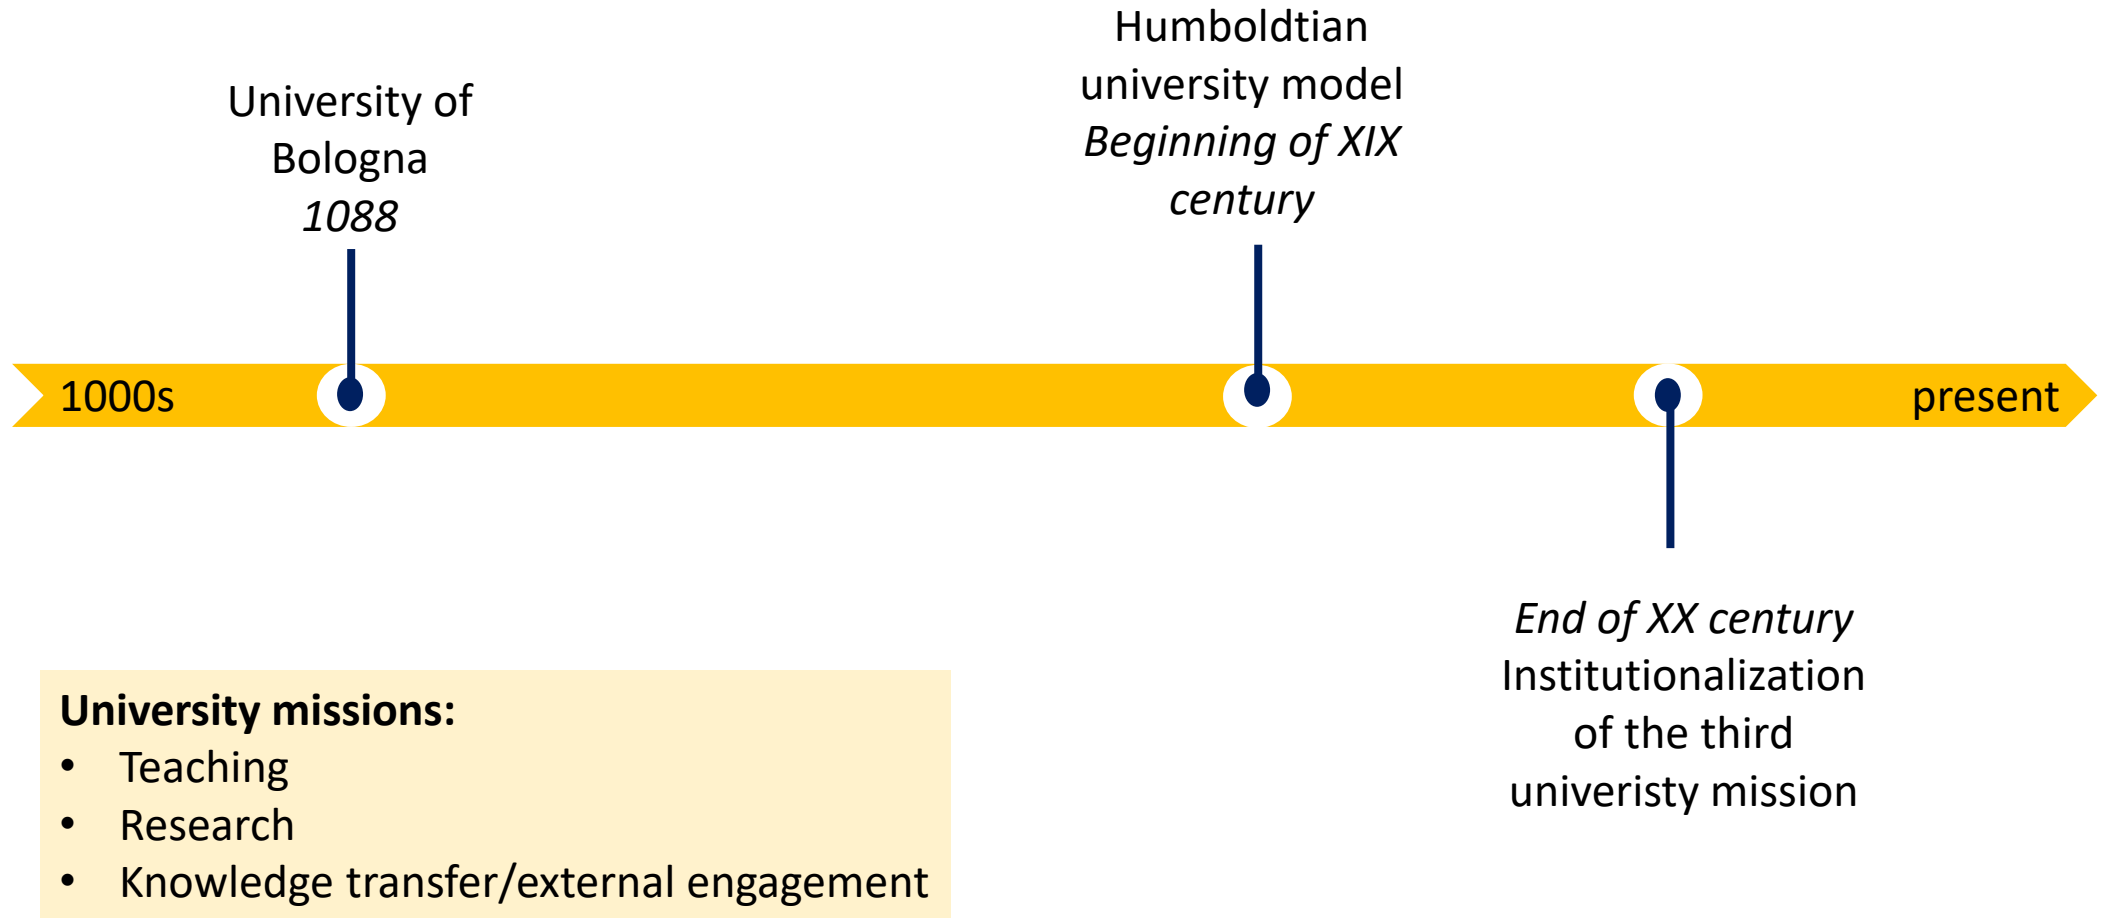 University of
Bologna
1088
Humboldtian
university model
Beginning of XIX
century
1000s
present
End of XX century
Institutionalization
of the third
univeristy mission
University missions:
• Teaching
• Research
• Knowledge transfer/external engagement